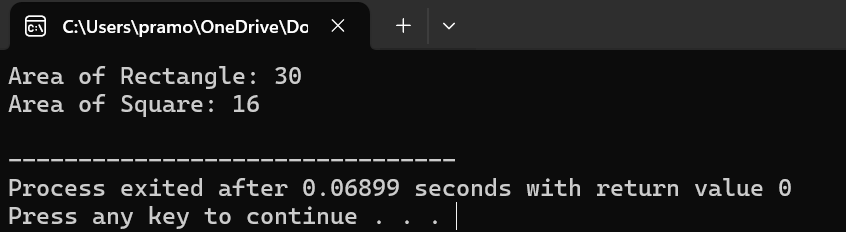 C:\Users\pramo\OneDrive\Do
Area of Rectangle: 30
Area of Square: 16
--------------------------------
Process exited after 0.06899 seconds with return value 0
Press any key to continue . . .